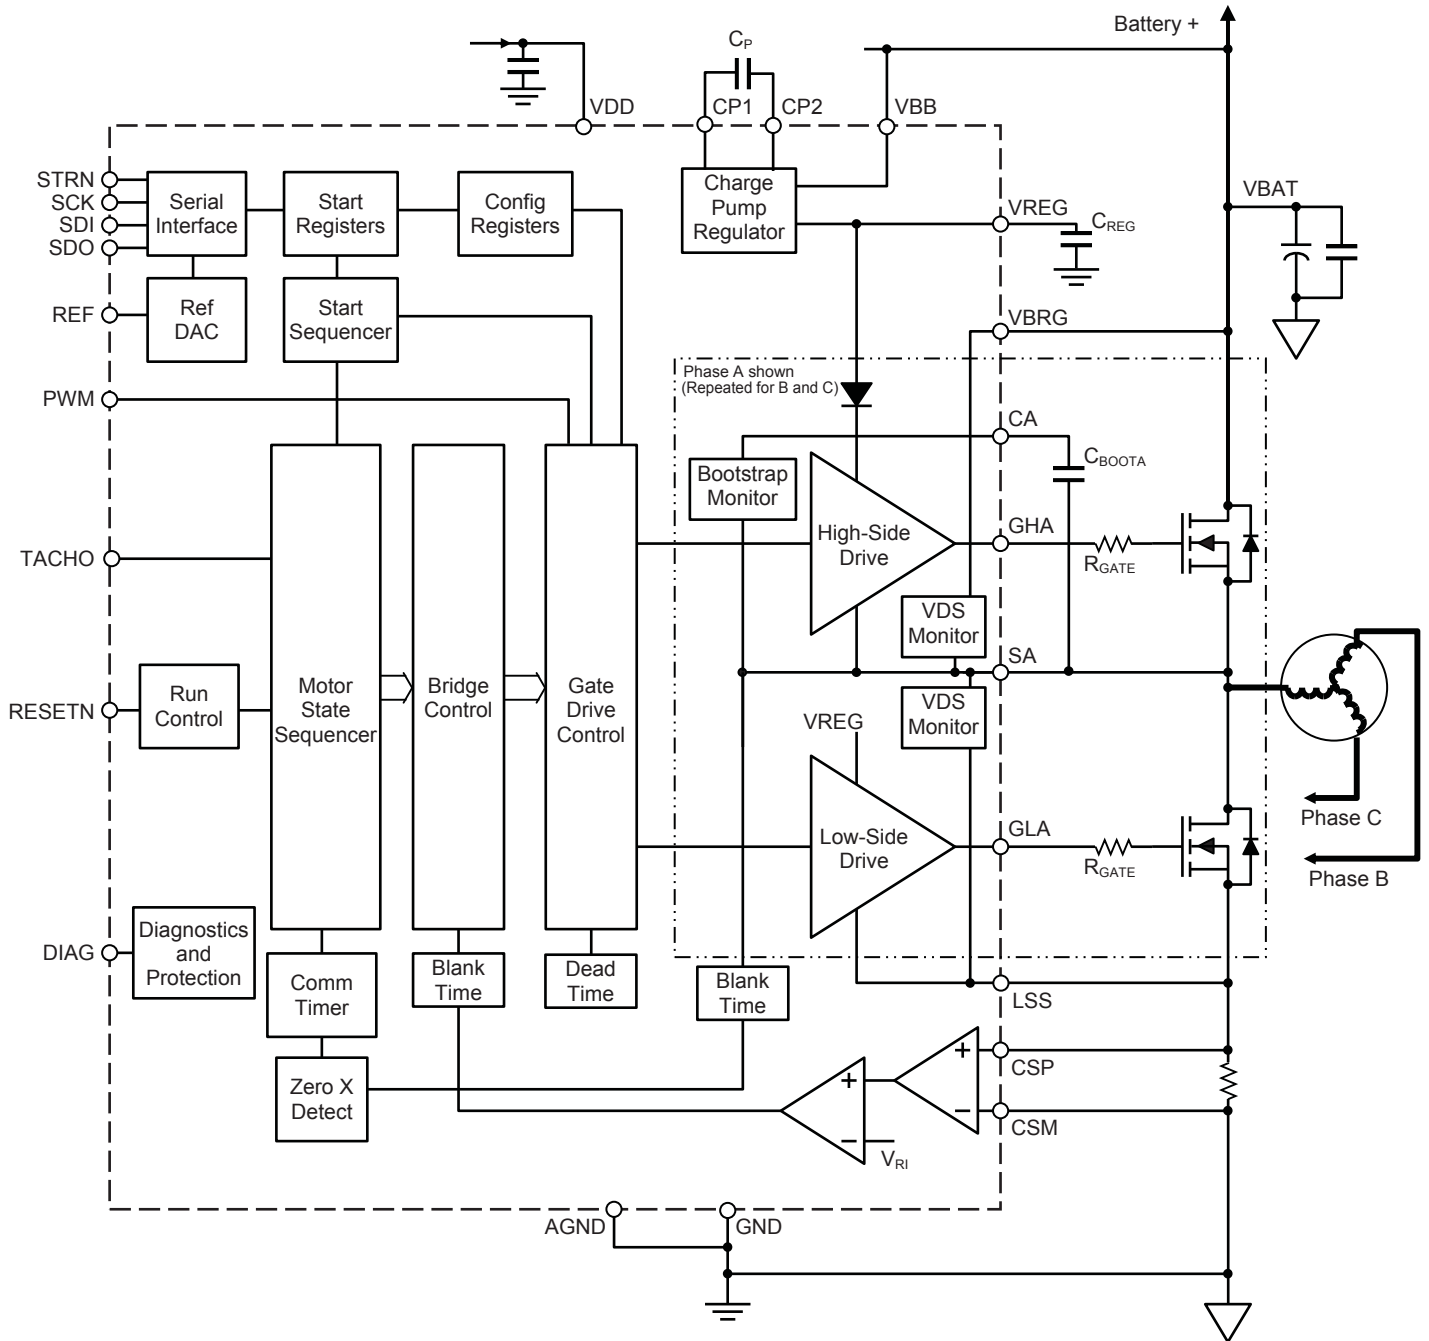 Battery +
CP
VDD
CP1
CP2
VBB
STRN
SCK
SDI
SDO
Serial
Interface
Start
Registers
Config
Registers
Charge
Pump
Regulator
VBAT
VREG
CREG
REF
Ref
DAC
Start
Sequencer
VBRG
Phase A shown
(Repeated for B and C)
PWM
CA
Bootstrap
Monitor
CBOOTA
High-Side
Drive
GHA
RGATE
TACHO
VDS
Monitor
SA
RESETN
Run
Control
Motor
State
Sequencer
Bridge
Control
Gate
Drive
Control
VDS
Monitor
VREG
Low-Side
Drive
GLA
RGATE
Phase C
Phase B
DIAG
Diagnostics
and
Protection
Comm
Timer
Blank
Time
Dead
Time
Blank
Time
LSS
Zero X
Detect
+
−
VRI
+
−
CSP
CSM
AGND
GND